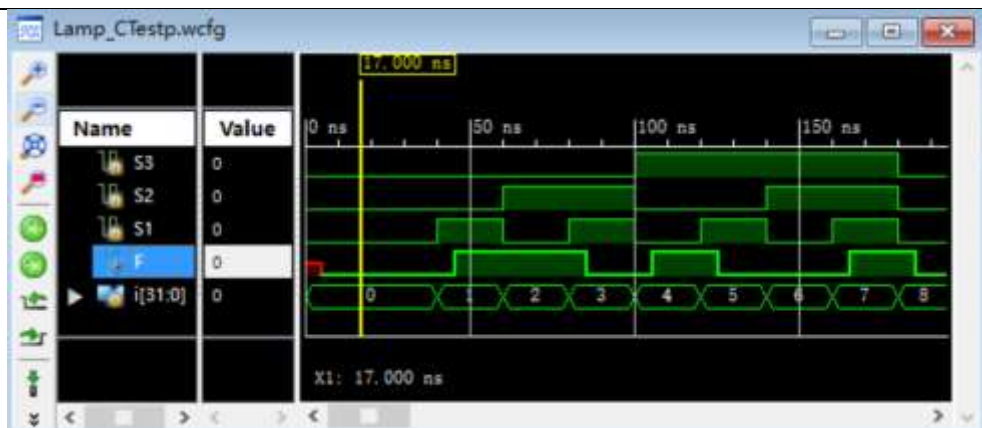 Lamp_CTestp.wcfg
17.000 ns
Name Value 0 ns 50 ns 100 ns 150 ns
S3 0
S2 0
S1 0
F 0
i[31:0] 0 0 1 2 3 4 5 6 7 8
X1: 17.000 ns